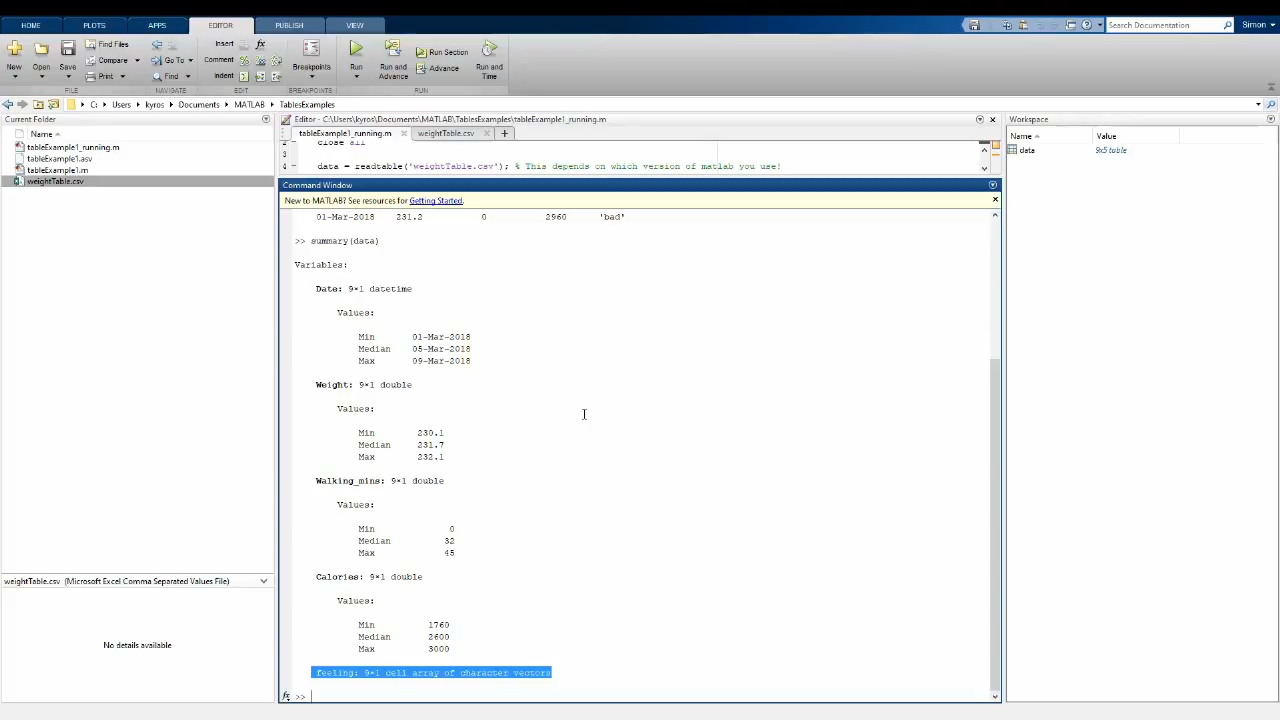 HOME PLOTS APPS EDITOR PUBLISH VIEW
Search Documentation
Simon
New Open Save
Find Files
Compare
Print
Go To
Find
Insert
Comment
Indent
Breakpoints
Run
Run and Advance
Run Section
Advance
Run and Time
FILE NAVIGATE EDIT BREAKPOINTS RUN
C: Users kyros Documents MATLAB TablesExamples
Current Folder
Name
tableExample1_running.m
tableExample1.asv
tableExample1.m
weightTable.csv
weightTable.csv (Microsoft Excel Comma Separated Values File)
No details available
Editor - C:\Users\kyros\Documents\MATLAB\TablesExamples\tableExample1_running.m
tableExample1_running.m weightTable.csv
2 close all
3
4 - data = readtable('weightTable.csv'); % This depends on which version of matlab you use!
Command Window
New to MATLAB? See resources for Getting Started.
01-Mar-2018 231.2 0 2960 'bad'
>> summary(data)
Variables:
Date: 9×1 datetime
Values:
Min 01-Mar-2018
Median 05-Mar-2018
Max 09-Mar-2018
Weight: 9×1 double
Values:
Min 230.1
Median 231.7
Max 232.1
Walking_mins: 9×1 double
Values:
Min 0
Median 32
Max 45
Calories: 9×1 double
Values:
Min 1760
Median 2600
Max 3000
feeling: 9×1 cell array of character vectors
fx >>
Workspace
Name Value
data 9x5 table